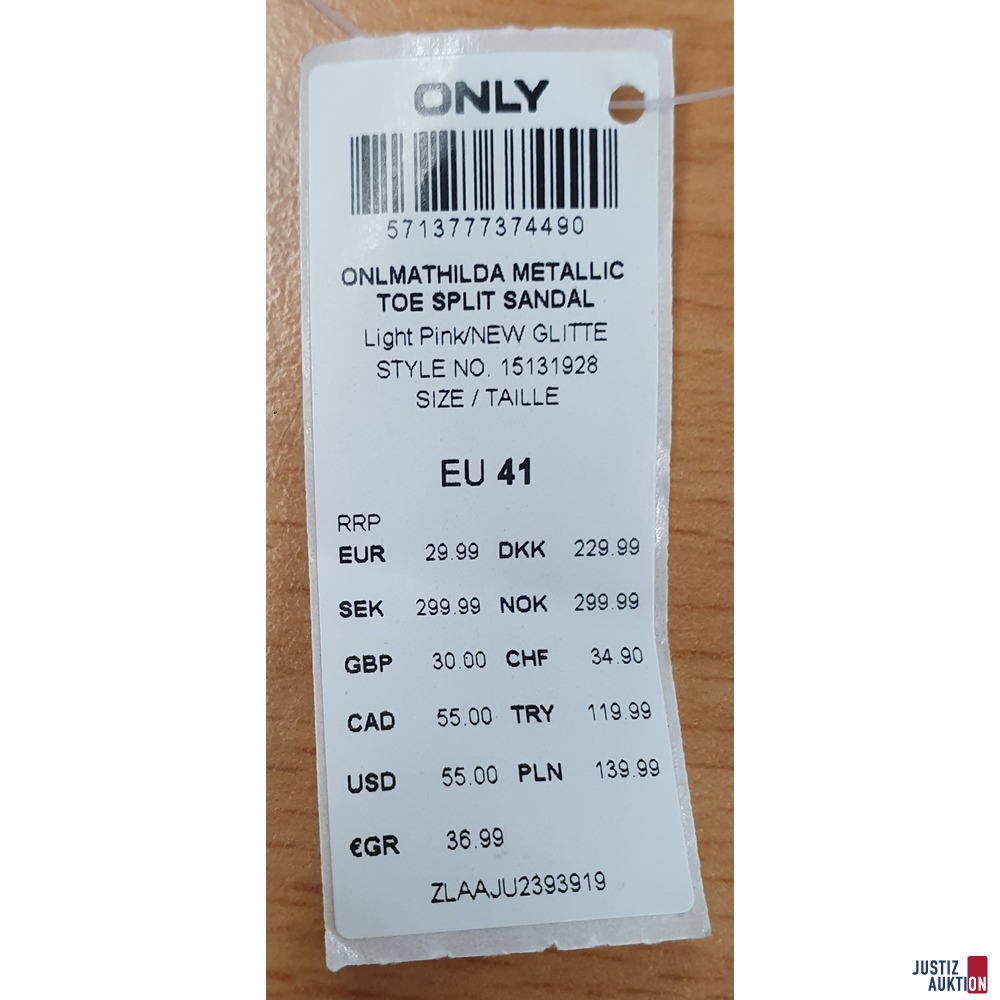 ONLY
5713777374490
ONLMATHILDA METALLIC
TOE SPLIT SANDAL
Light Pink/NEW GLITTE
STYLE NO. 15131928
SIZE / TAILLE
EU 41
RRP
EUR 29.99 DKK 229.99
SEK 299.99 NOK 299.99
GBP 30.00 CHF 34.90
CAD 55.00 TRY 119.99
USD 55.00 PLN 139.99
€GR 36.99
ZLAAJU2393919
JUSTIZ
AUKTION